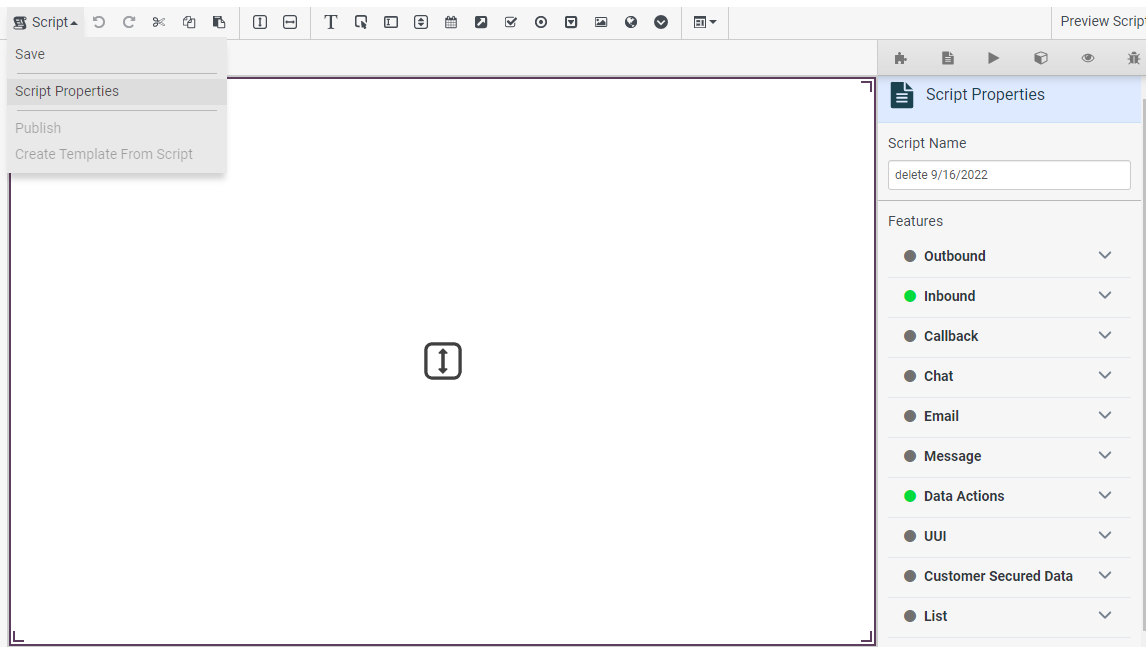 Script
Preview Scrip
Save
Script Properties
Publish
Create Template From Script
Script Properties
Script Name
delete 9/16/2022
Features
Outbound
Inbound
Callback
Chat
Email
Message
Data Actions
UUI
Customer Secured Data
List